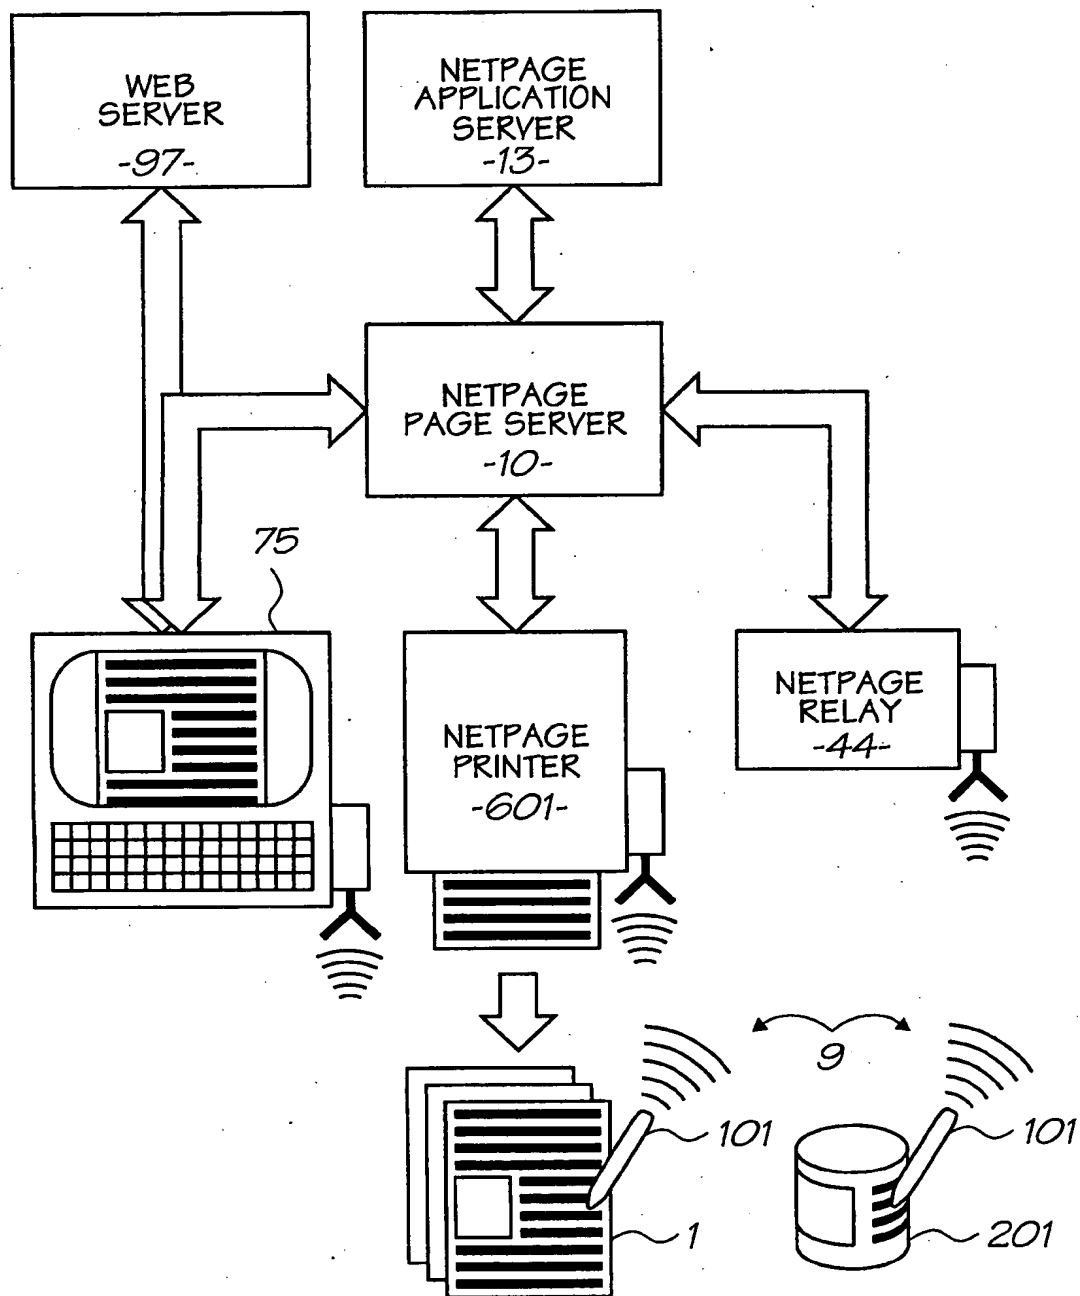 WEB
SERVER
-97-
NETPAGE
APPLICATION
SERVER
-13-
NETPAGE
PAGE SERVER
-10-
75
NETPAGE
PRINTER
-601-
NETPAGE
RELAY
-44-
9
101
101
1
201